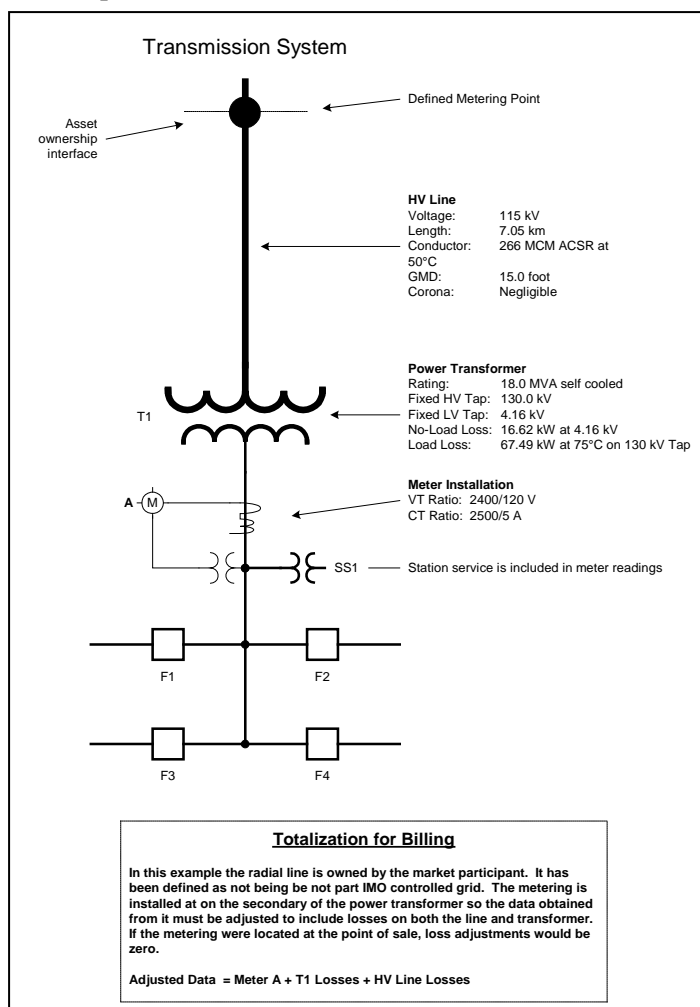 Transmission System
Defined Metering Point
Asset
ownership
interface
HV Line
Voltage: 115 kV
Length: 7.05 km
Conductor: 266 MCM ACSR at
50°C
GMD: 15.0 foot
Corona: Negligible
Power Transformer
Rating: 18.0 MVA self cooled
Fixed HV Tap: 130.0 kV
Fixed LV Tap: 4.16 kV
No-Load Loss: 16.62 kW at 4.16 kV
Load Loss: 67.49 kW at 75°C on 130 kV Tap
T1
Meter Installation
VT Ratio: 2400/120 V
CT Ratio: 2500/5 A
A M
SS1 Station service is included in meter readings
F1 F2
F3 F4
Totalization for Billing
In this example the radial line is owned by the market participant. It has
been defined as not being be not part IMO controlled grid. The metering is
installed at on the secondary of the power transformer so the data obtained
from it must be adjusted to include losses on both the line and transformer.
If the metering were located at the point of sale, loss adjustments would be
zero.
Adjusted Data = Meter A + T1 Losses + HV Line Losses